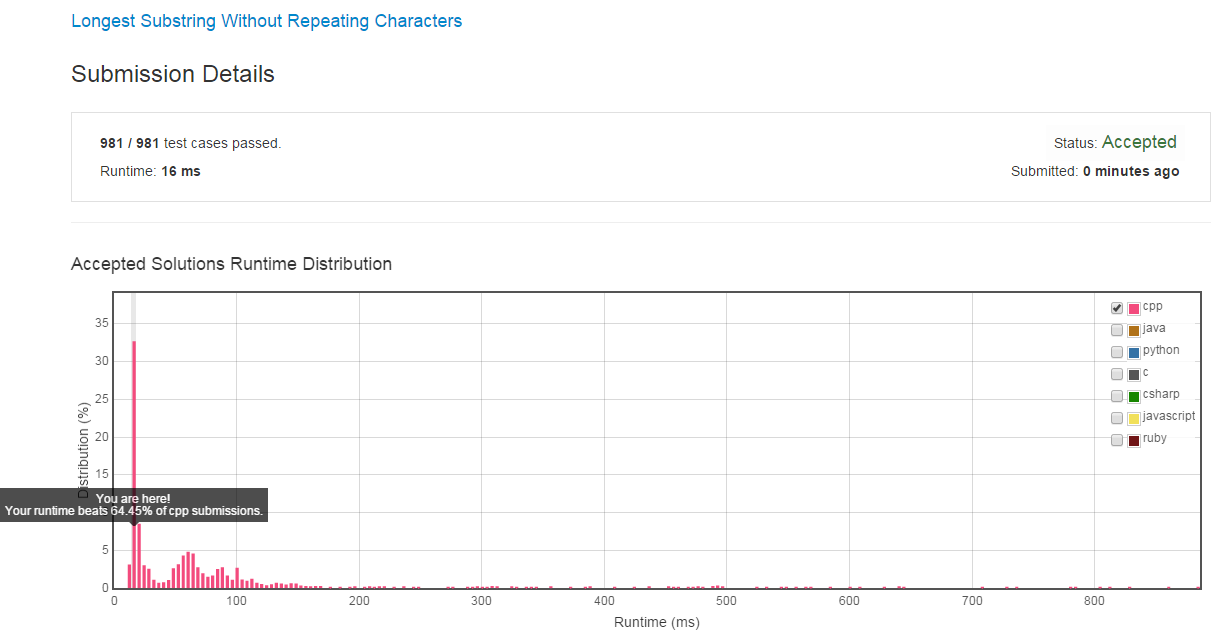 Longest Substring Without Repeating Characters
Submission Details
981 / 981 test cases passed.
Status: Accepted
Runtime: 16 ms
Submitted: 0 minutes ago
Accepted Solutions Runtime Distribution
cpp
java
python
c
csharp
javascript
ruby
Distribution (%)
35
30
25
20
15
5
0
You are here!
Your runtime beats 64.45% of cpp submissions.
0 100 200 300 400 500 600 700 800
Runtime (ms)